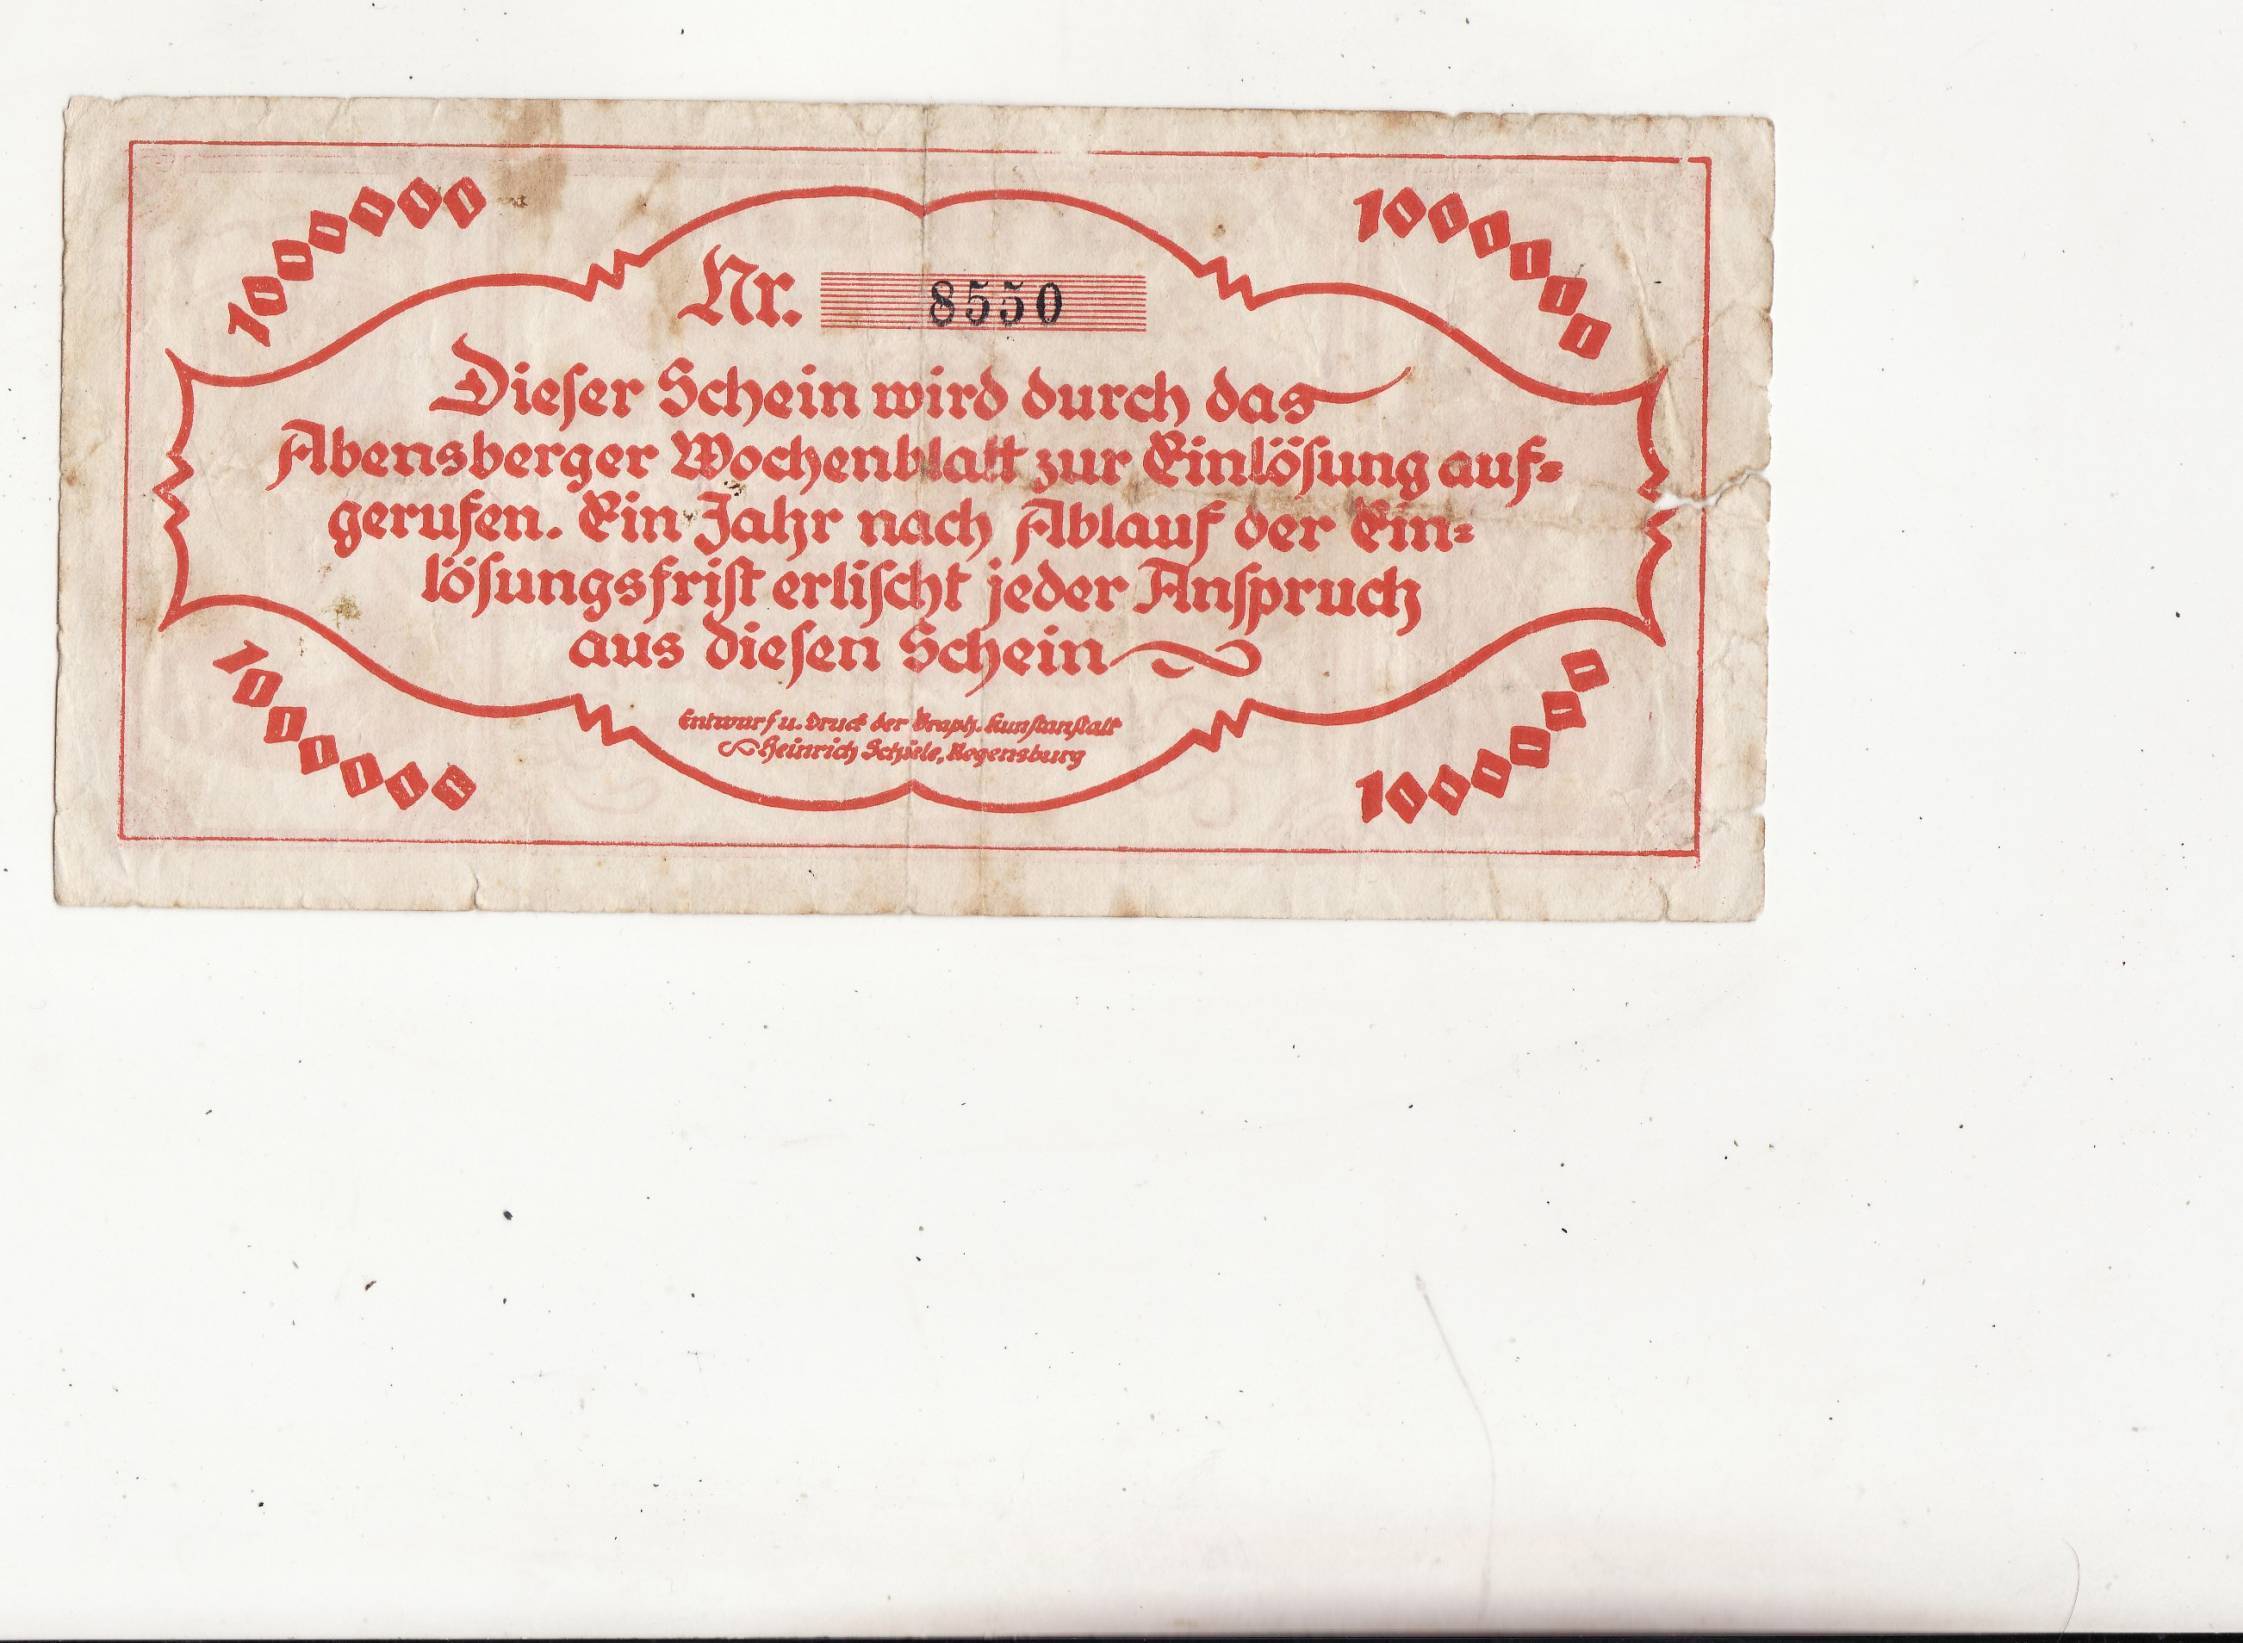 1000000
1000000
Nr. 8550
Dieser Schein wird durch das
Abensberger Wochenblatt zur Einlösung auf=
gerufen. Ein Jahr nach Ablauf der Ein=
lösungsfrist erlischt jeder Anspruch
aus diesen Schein
Entwurf u. Druck der Graph. Kunstanstalt
Heinrich Schiele, Regensburg
1000000
1000000